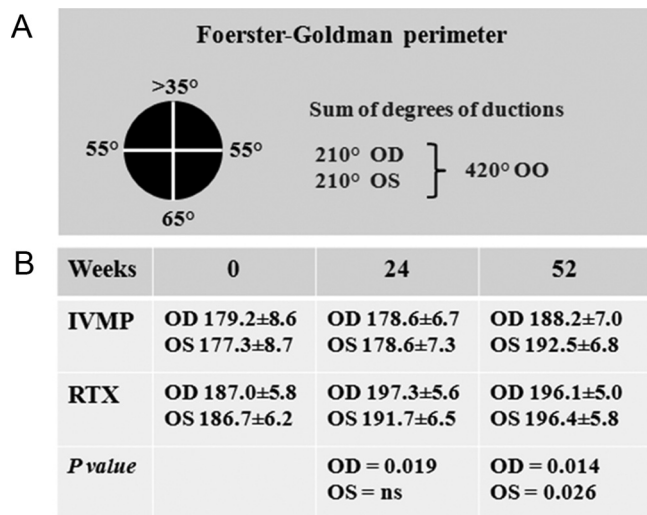 A
Foerster-Goldman perimeter
>35°
Sum of degrees of ductions
55°
55°
210° OD
210° OS
420° OO
65°
B
Weeks 0 24 52
IVMP OD 179.2±8.6 OD 178.6±6.7 OD 188.2±7.0
OS 177.3±8.7 OS 178.6±7.3 OS 192.5±6.8
RTX OD 187.0±5.8 OD 197.3±5.6 OD 196.1±5.0
OS 186.7±6.2 OS 191.7±6.5 OS 196.4±5.8
P value OD = 0.019 OD = 0.014
OS = ns OS = 0.026